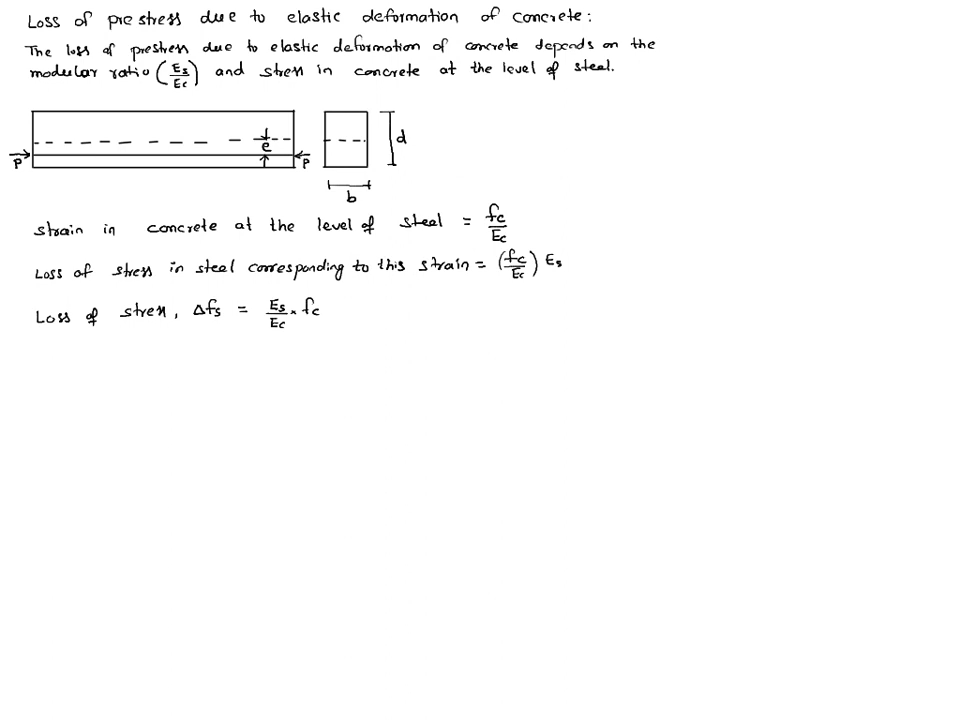 Loss of prestress due to elastic deformation of concrete:
The loss of prestress due to elastic deformation of concrete depends on the
modular ratio (Es/Ec) and stress in concrete at the level of steel.
e
d
P
P
b
strain in concrete at the level of steel = fc/Ec
Loss of stress in steel corresponding to this strain = (fc/Ec) Es
Loss of stress, Δfs = Es/Ec × fc